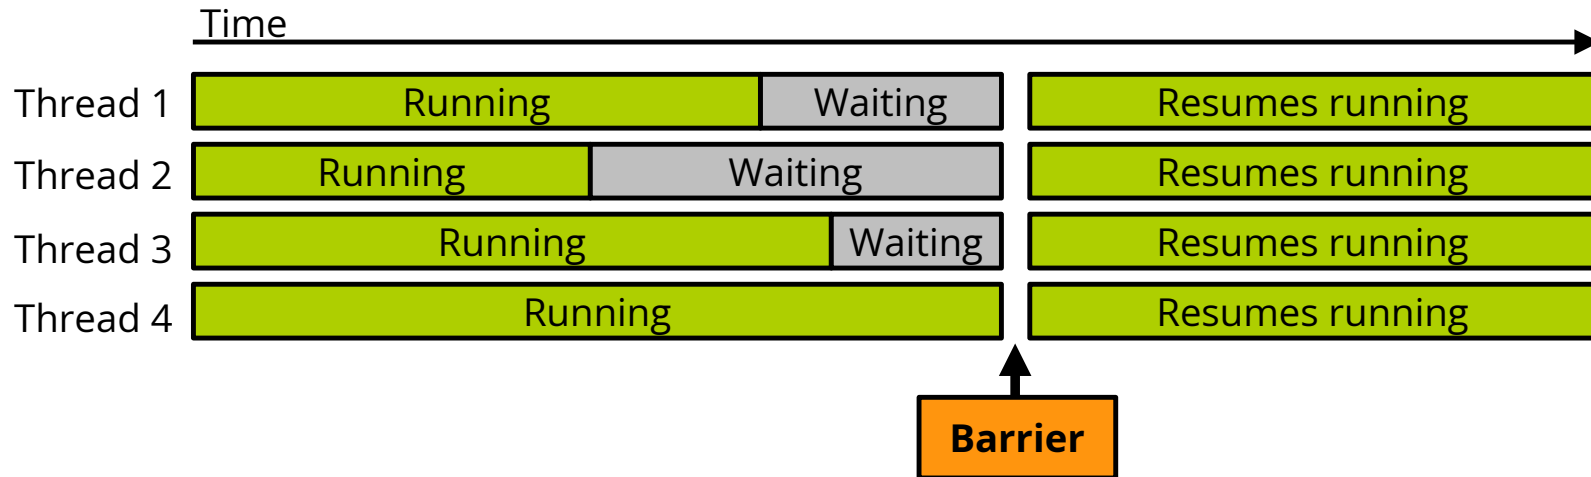 Time
Thread 1 Running Waiting Resumes running
Thread 2 Running Waiting Resumes running
Thread 3 Running Waiting Resumes running
Thread 4 Running Resumes running
Barrier